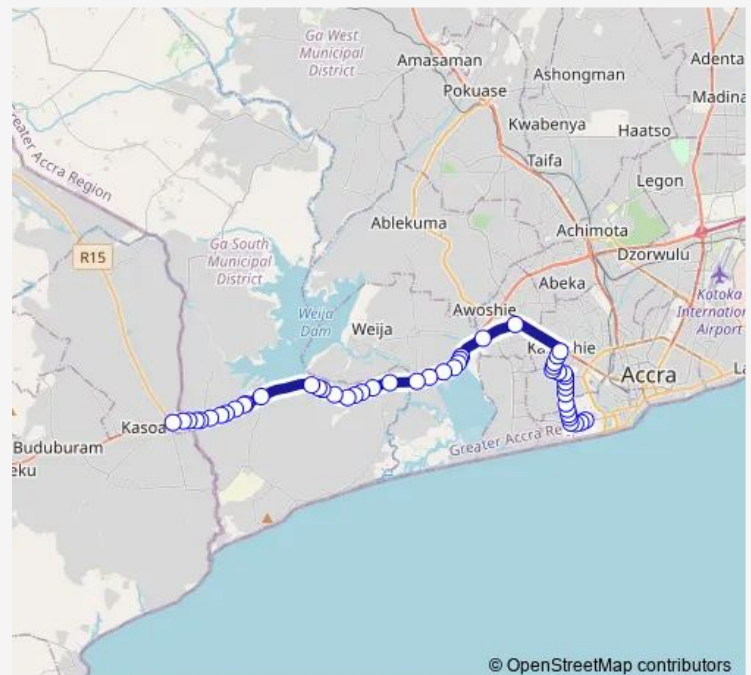 Ga West
Municipal
District
Amasaman
Adenta
Ashongman
Pokuase
Madina
Kwabenya
Haatso
Greater Accra Region
Taifa
Legon
Ablekuma
Achimota
R15
Ga South
Municipal
District
Dzorwulu
Abeka
Kotoka
Internation
Airport
Weija
Dam
Weija
Awoshie
Accra
Kasoa
Buduburam
Greater Accra Re
© OpenStreetMap contributors